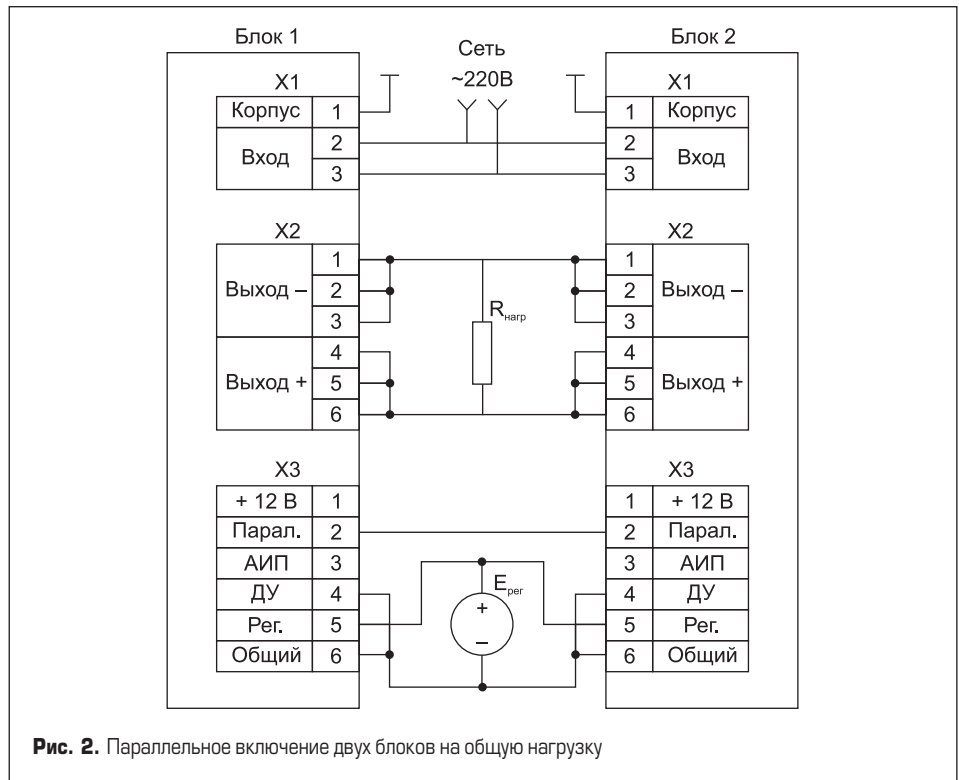 Блок 1
Сеть
~220В
Блок 2
X1
X1
Корпус 1
1 Корпус
Вход 2
3
2 Вход
3
X2
X2
Выход – 1
2
3
Выход + 4
5
6
Rнагр
1 Выход –
2
3
4 Выход +
5
6
X3
X3
+ 12 В 1
Парал. 2
АИП 3
ДУ 4
Рег. 5
Общий 6
Eрег
+
–
1 + 12 В
2 Парал.
3 АИП
4 ДУ
5 Рег.
6 Общий
Рис. 2. Параллельное включение двух блоков на общую нагрузку